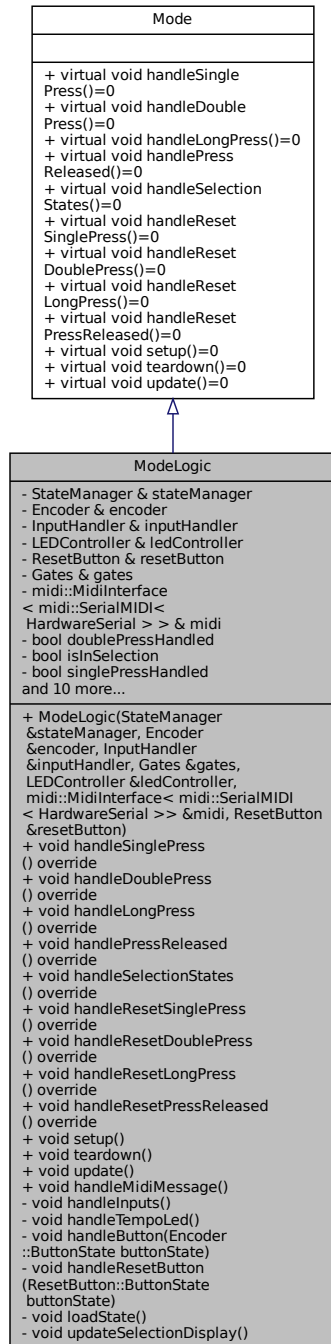 Mode
+ virtual void handleSingle
Press()=0
+ virtual void handleDouble
Press()=0
+ virtual void handleLongPress()=0
+ virtual void handlePress
Released()=0
+ virtual void handleSelection
States()=0
+ virtual void handleReset
SinglePress()=0
+ virtual void handleReset
DoublePress()=0
+ virtual void handleReset
LongPress()=0
+ virtual void handleReset
PressReleased()=0
+ virtual void setup()=0
+ virtual void teardown()=0
+ virtual void update()=0
ModeLogic
- StateManager & stateManager
- Encoder & encoder
- InputHandler & inputHandler
- LEDController & ledController
- ResetButton & resetButton
- Gates & gates
- midi::MidiInterface
< midi::SerialMIDI<
HardwareSerial > > & midi
- bool doublePressHandled
- bool isInSelection
- bool singlePressHandled
and 10 more...
+ ModeLogic(StateManager
&stateManager, Encoder
&encoder, InputHandler
&inputHandler, Gates &gates,
LEDController &ledController,
midi::MidiInterface< midi::SerialMIDI
< HardwareSerial >> &midi, ResetButton
&resetButton)
+ void handleSinglePress
() override
+ void handleDoublePress
() override
+ void handleLongPress
() override
+ void handlePressReleased
() override
+ void handleSelectionStates
() override
+ void handleResetSinglePress
() override
+ void handleResetDoublePress
() override
+ void handleResetLongPress
() override
+ void handleResetPressReleased
() override
+ void setup()
+ void teardown()
+ void update()
+ void handleMidiMessage()
- void handleInputs()
- void handleTempoLed()
- void handleButton(Encoder
::ButtonState buttonState)
- void handleResetButton
(ResetButton::ButtonState
buttonState)
- void loadState()
- void updateSelectionDisplay()